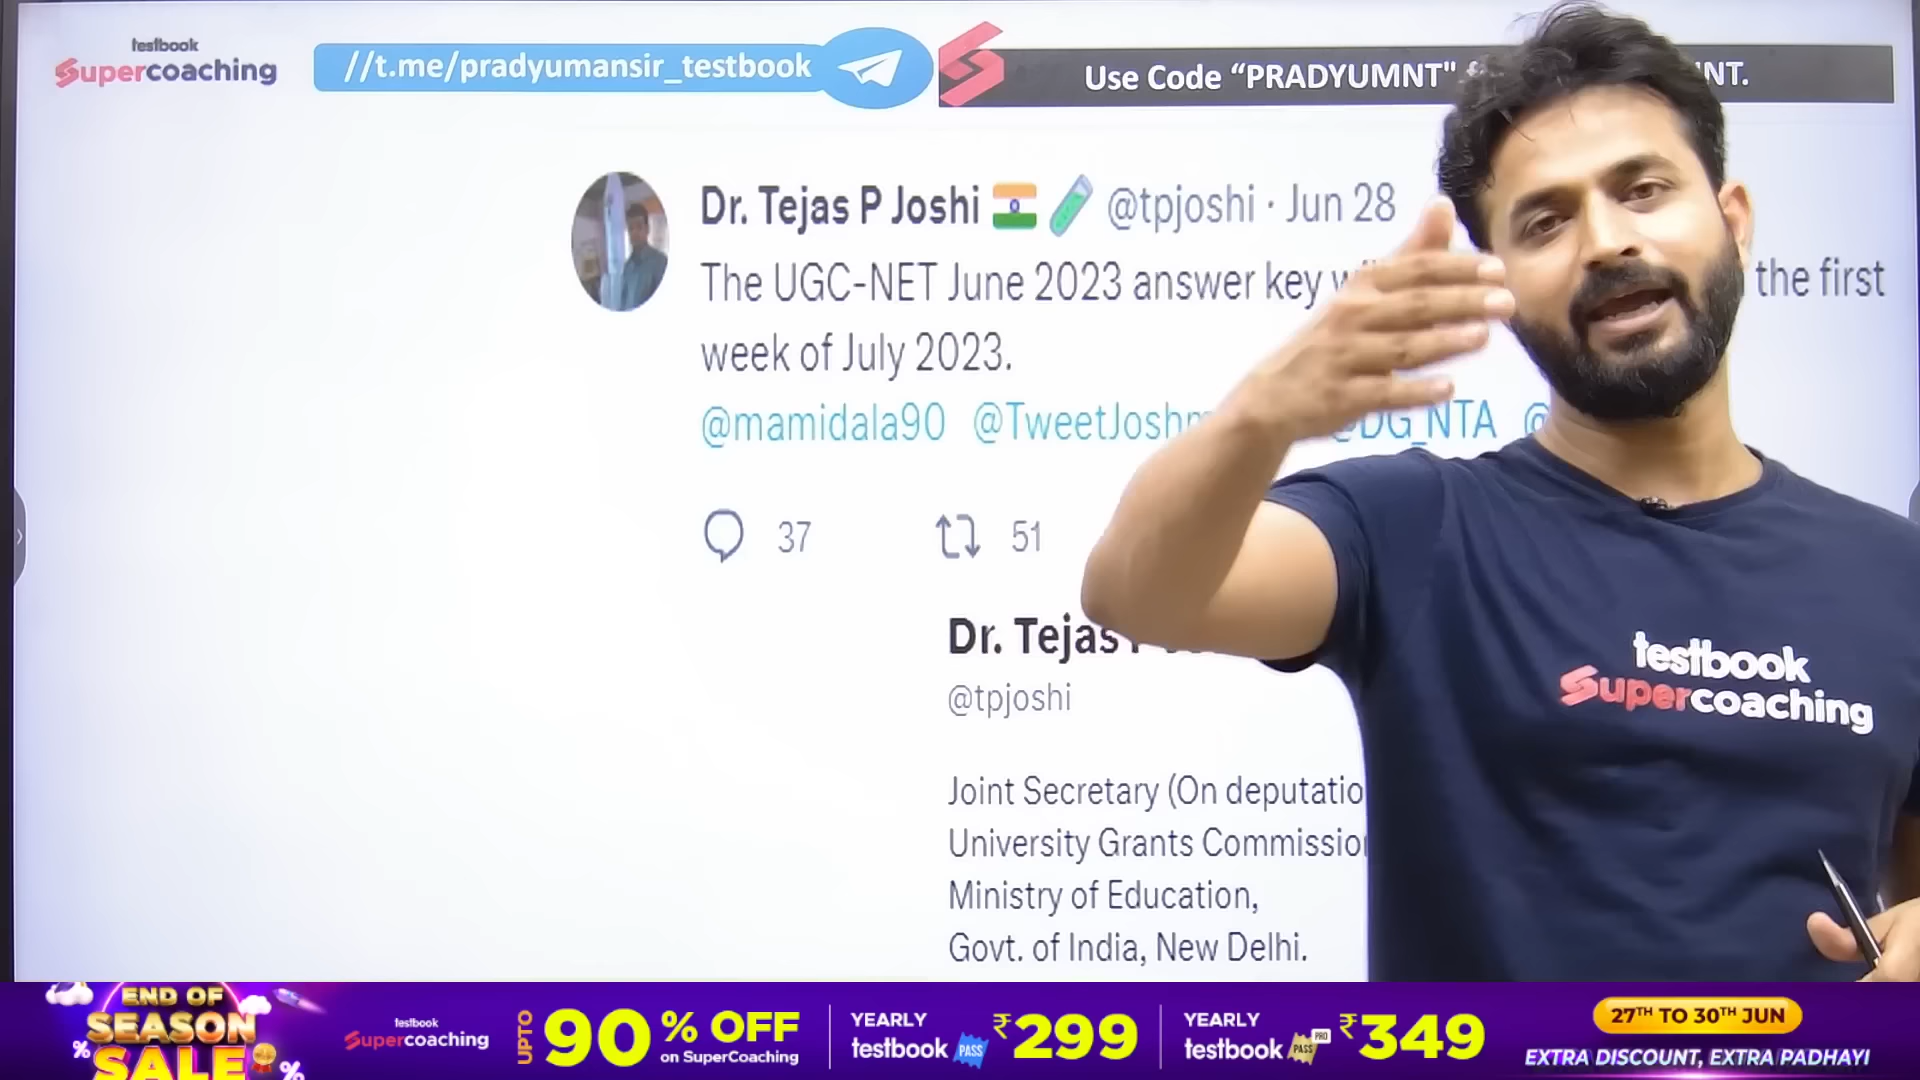 testbook
Supercoaching
//t.me/pradyumansir_testbook
Use Code “PRADYUMNT" NT.
Dr. Tejas P Joshi @tpjoshi · Jun 28
The UGC-NET June 2023 answer key the first
week of July 2023.
@mamidala90 @TweetJosh @DG_NTA @
37 51
Dr. Tejas
@tpjoshi
Joint Secretary (On deputatio
University Grants Commission
Ministry of Education,
Govt. of India, New Delhi.
testbook
Supercoaching
END OF
SEASON
SALE
% %
testbook
Supercoaching
UPTO 90% OFF
on SuperCoaching
YEARLY
testbook PASS ₹299
YEARLY
testbook PASS PRO ₹349
27TH TO 30TH JUN
EXTRA DISCOUNT, EXTRA PADHAYI